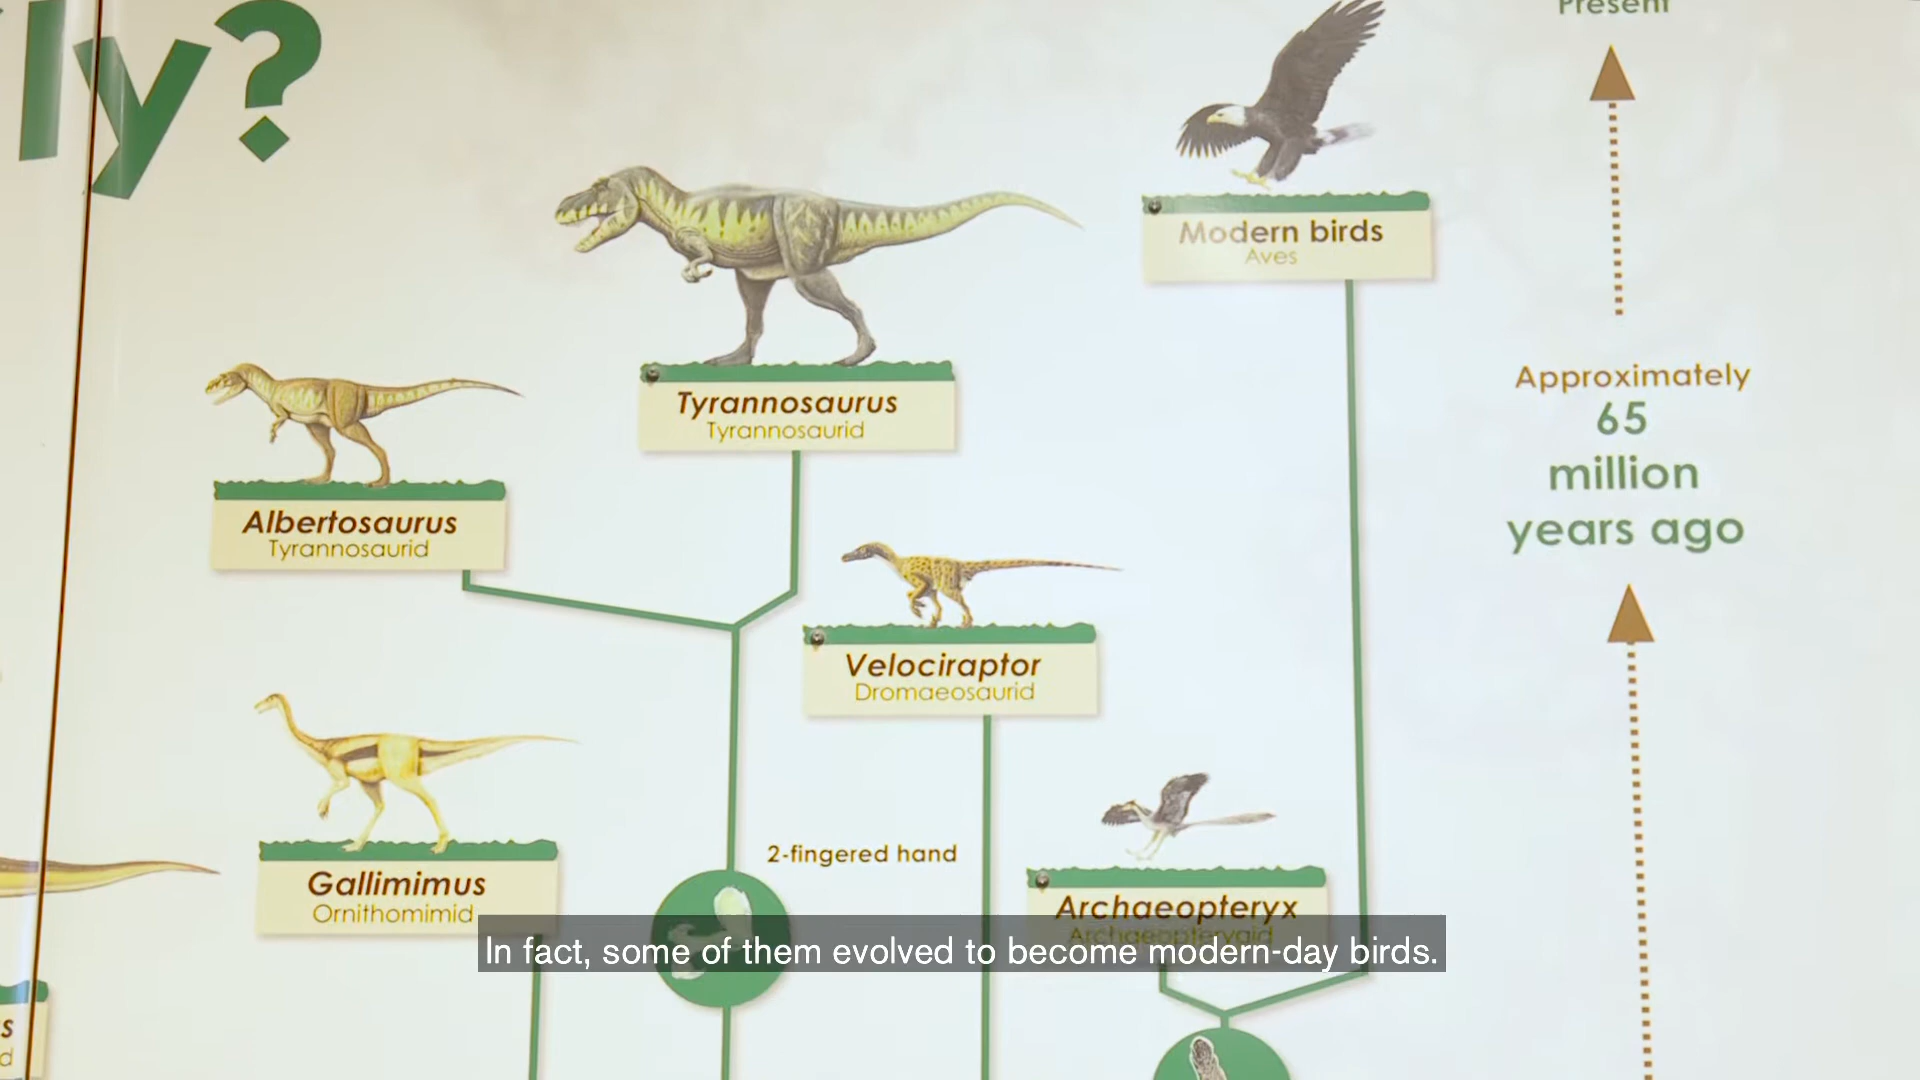 ly?
Present
Modern birds
Aves
Tyrannosaurus
Tyrannosaurid
Approximately
65
million
years ago
Albertosaurus
Tyrannosaurid
Velociraptor
Dromaeosaurid
2-fingered hand
Gallimimus
Ornithomimid
Archaeopteryx
Archaeopterygid
In fact, some of them evolved to become modern-day birds.
s
d